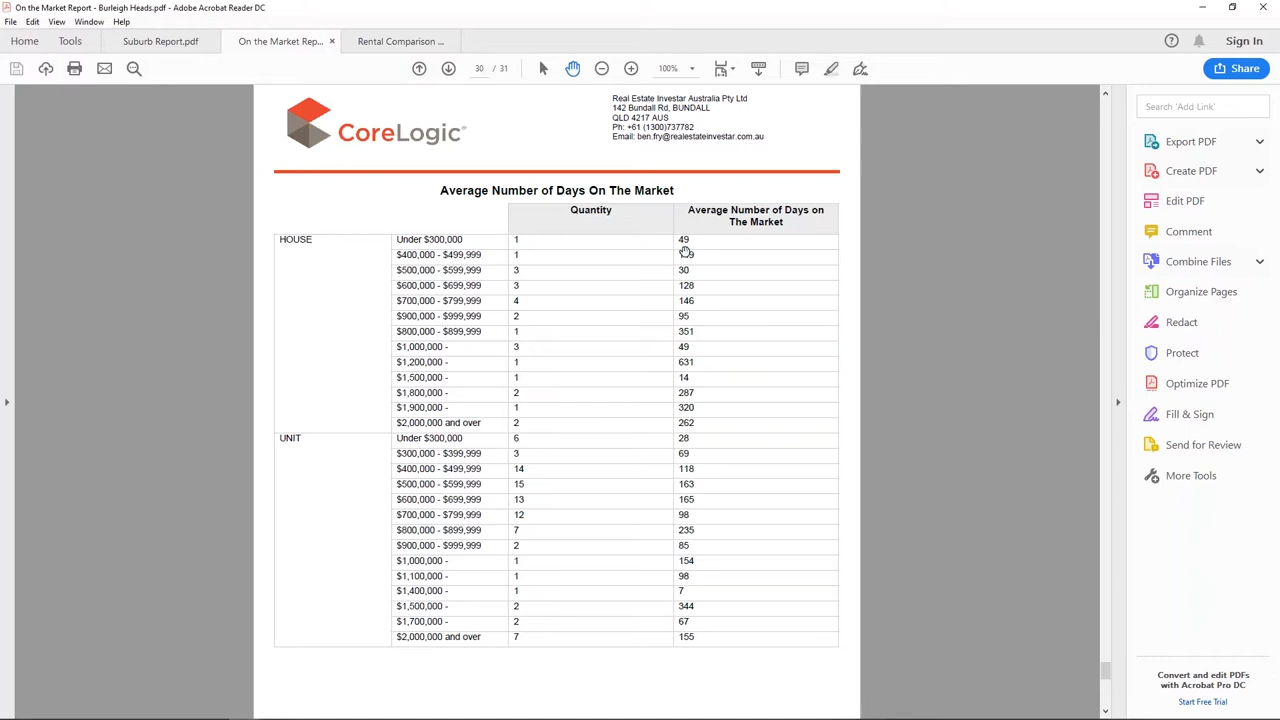 On the Market Report - Burleigh Heads.pdf - Adobe Acrobat Reader DC
File Edit View Window Help
Home Tools Suburb Report.pdf On the Market Rep... × Rental Comparison ... Sign In
30 / 31 100% Share
CoreLogic
Real Estate Investar Australia Pty Ltd
142 Bundall Rd, BUNDALL
QLD 4217 AUS
Ph: +61 (1300)737782
Email: ben.fry@realestateinvestar.com.au
Average Number of Days On The Market
Quantity Average Number of Days on The Market
HOUSE Under $300,000 1 49
$400,000 - $499,999 1
$500,000 - $599,999 3 30
$600,000 - $699,999 3 128
$700,000 - $799,999 4 146
$900,000 - $999,999 2 95
$800,000 - $899,999 1 351
$1,000,000 - 3 49
$1,200,000 - 1 631
$1,500,000 - 1 14
$1,800,000 - 2 287
$1,900,000 - 1 320
$2,000,000 and over 2 262
UNIT Under $300,000 6 28
$300,000 - $399,999 3 69
$400,000 - $499,999 14 118
$500,000 - $599,999 15 163
$600,000 - $699,999 13 165
$700,000 - $799,999 12 98
$800,000 - $899,999 7 235
$900,000 - $999,999 2 85
$1,000,000 - 1 154
$1,100,000 - 1 98
$1,400,000 - 1 7
$1,500,000 - 2 344
$1,700,000 - 2 67
$2,000,000 and over 7 155
Search 'Add Link'
Export PDF
Create PDF
Edit PDF
Comment
Combine Files
Organize Pages
Redact
Protect
Optimize PDF
Fill & Sign
Send for Review
More Tools
Convert and edit PDFs
with Acrobat Pro DC
Start Free Trial